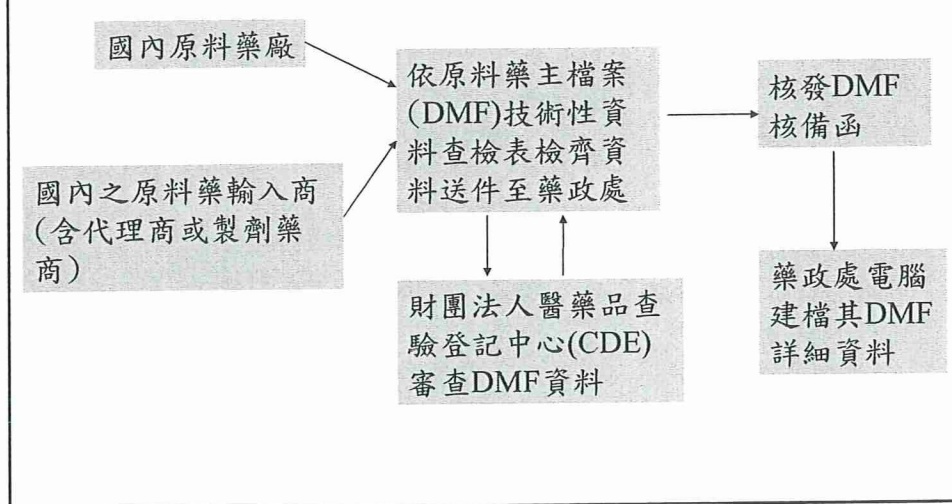 國內原料藥廠
國內之原料藥輸入商
(含代理商或製劑藥
商)
依原料藥主檔案
(DMF)技術性資
料查檢表檢齊資
料送件至藥政處
財團法人醫藥品查
驗登記中心(CDE)
審查DMF資料
核發DMF
核備函
藥政處電腦
建檔其DMF
詳細資料